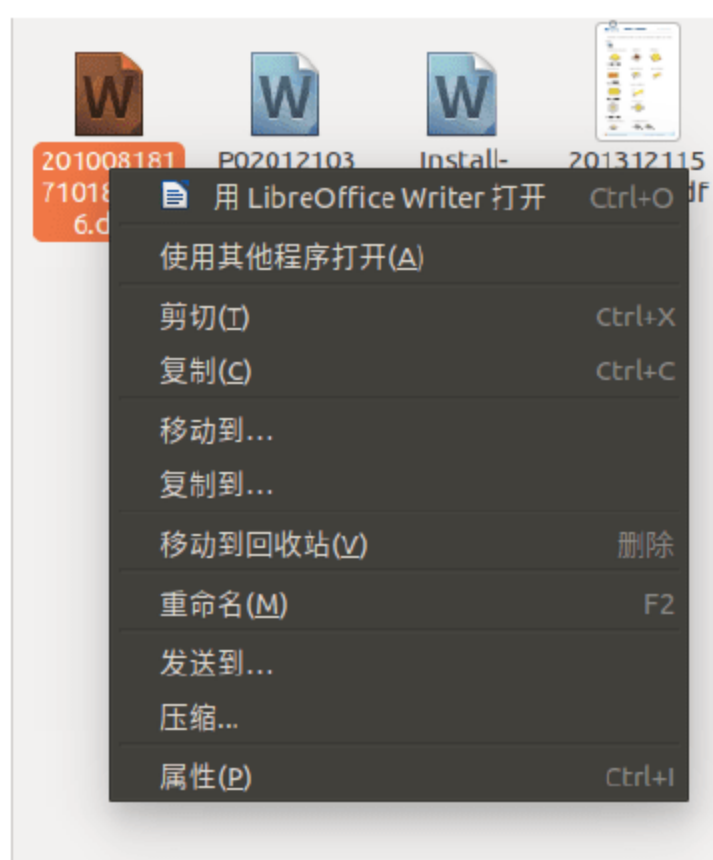 W
W
W
201008181
P02012103
Install-
201312115
71018
df
6.d
用 LibreOffice Writer 打开 Ctrl+O
使用其他程序打开(A)
剪切(T) Ctrl+X
复制(C) Ctrl+C
移动到...
复制到...
移动到回收站(V) 删除
重命名(M) F2
发送到...
压缩...
属性(P) Ctrl+I